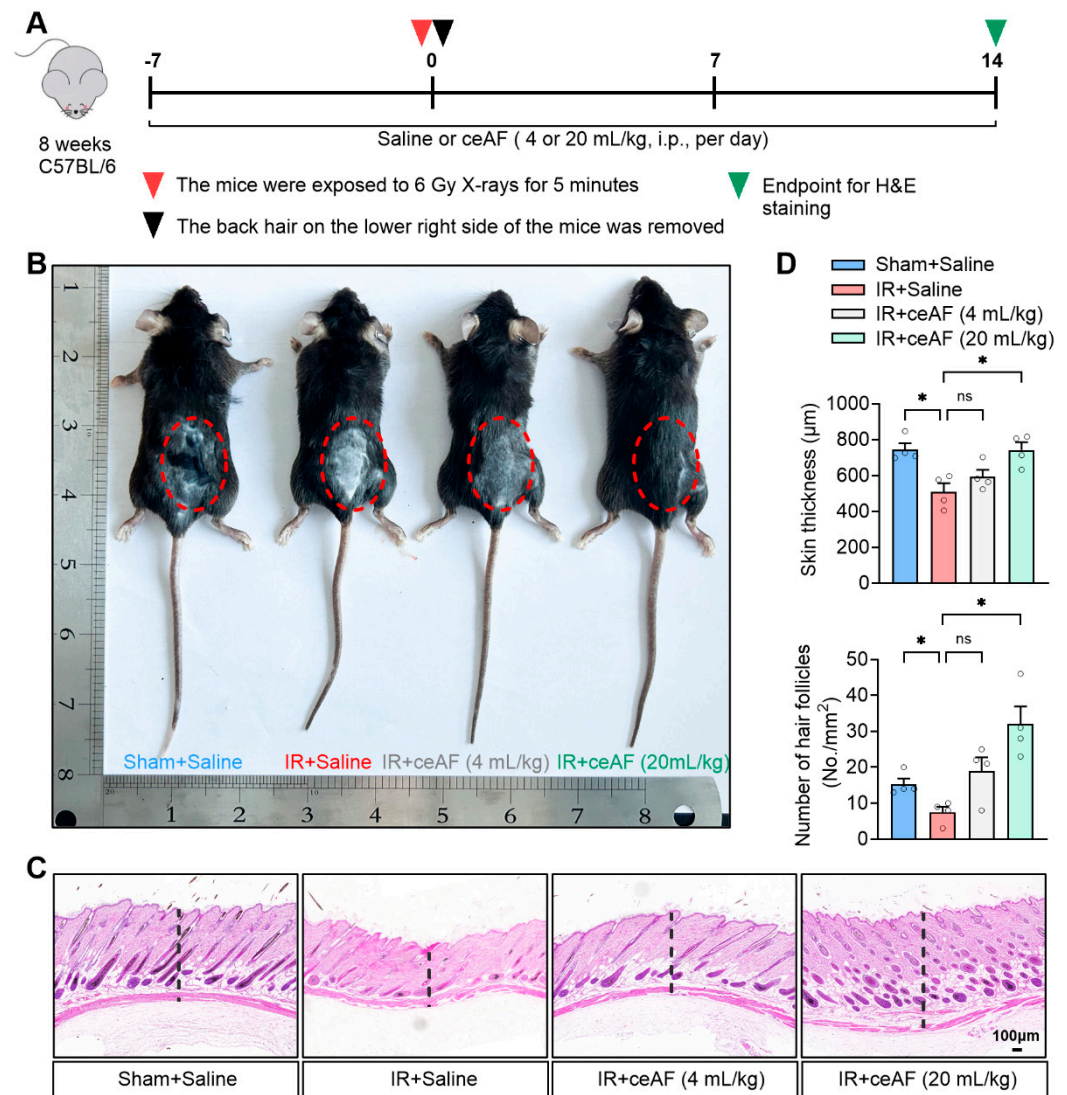 A
-7
0
7
14
8 weeks
C57BL/6
Saline or ceAF ( 4 or 20 mL/kg, i.p., per day)
The mice were exposed to 6 Gy X-rays for 5 minutes
The back hair on the lower right side of the mice was removed
Endpoint for H&E
staining
B
1
2
3
4
5
6
7
8
Sham+Saline
IR+Saline
IR+ceAF (4 mL/kg)
IR+ceAF (20mL/kg)
20
10
1
2
3
4
5
6
7
8
D
Sham+Saline
IR+Saline
IR+ceAF (4 mL/kg)
IR+ceAF (20 mL/kg)
*
*
ns
Skin thickness (µm)
1000
800
600
400
200
0
*
*
ns
Number of hair follicles
(No./mm²)
50
40
30
20
10
0
C
100µm
Sham+Saline
IR+Saline
IR+ceAF (4 mL/kg)
IR+ceAF (20 mL/kg)